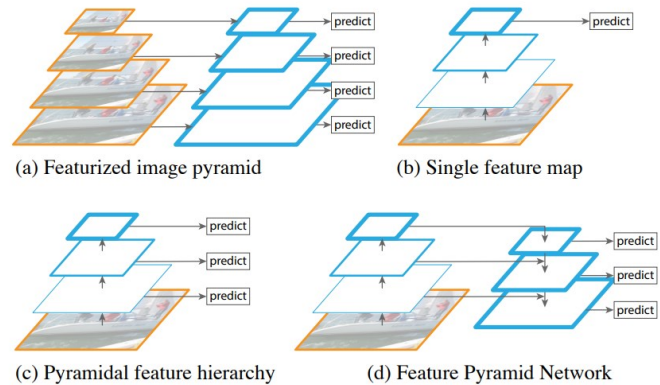 predict
predict
predict
predict
predict
(a) Featurized image pyramid
(b) Single feature map
predict
predict
predict
predict
predict
predict
(c) Pyramidal feature hierarchy
(d) Feature Pyramid Network